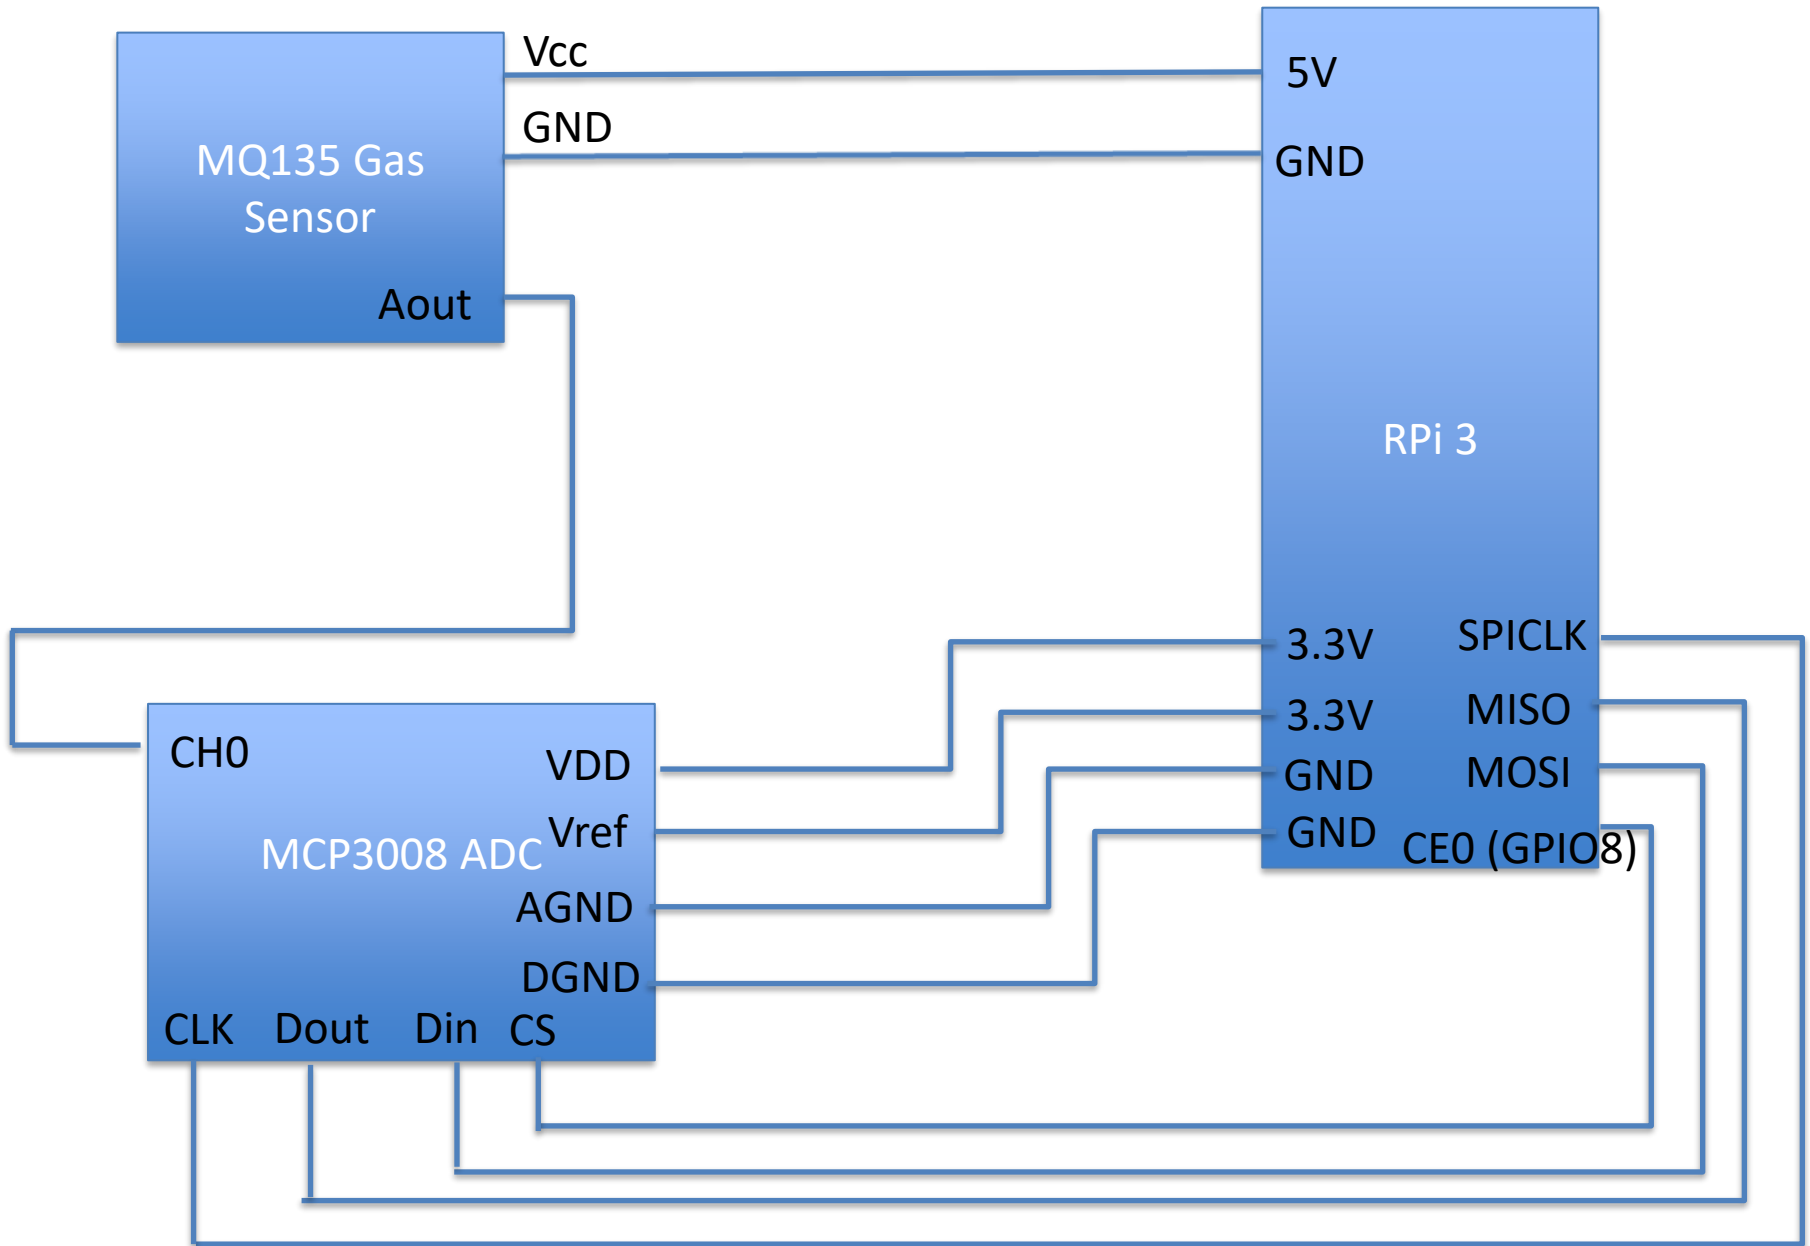 Vcc
GND
MQ135 Gas
Sensor
Aout
5V
GND
RPi 3
3.3V
3.3V
GND
GND
SPICLK
MISO
MOSI
CE0 (GPIO8)
CH0
VDD
Vref
MCP3008 ADC
AGND
DGND
CLK Dout Din CS